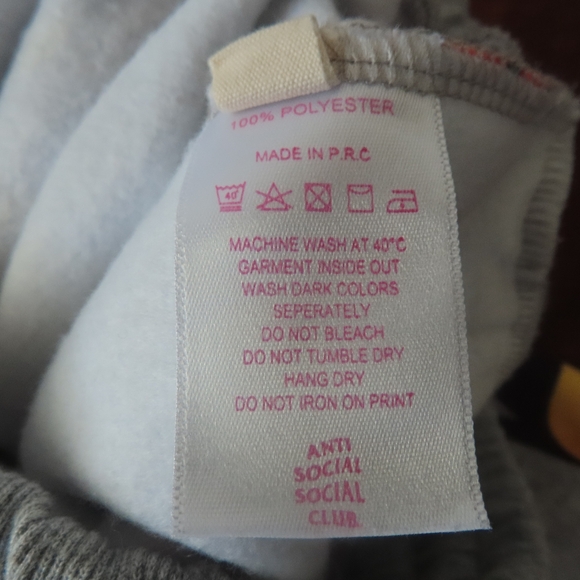 100% POLYESTER
MADE IN P.R.C
40°
MACHINE WASH AT 40°C
GARMENT INSIDE OUT
WASH DARK COLORS
SEPERATELY
DO NOT BLEACH
DO NOT TUMBLE DRY
HANG DRY
DO NOT IRON ON PRINT
ANTI
SOCIAL
SOCIAL
CLUB.